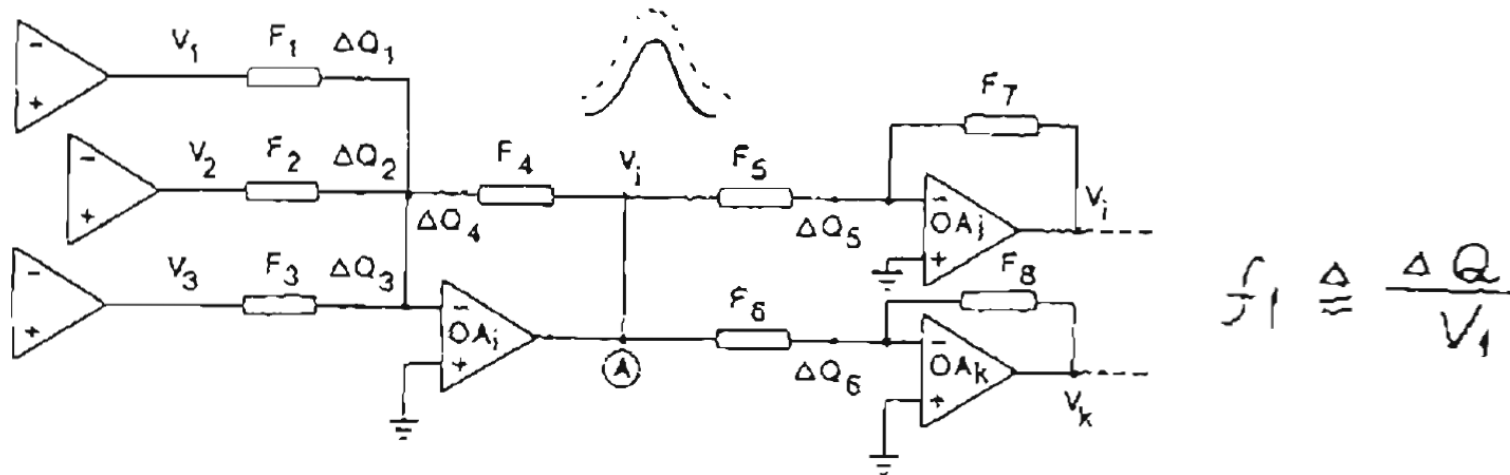 V1 F1 ΔQ1
V2 F2 ΔQ2
V3 F3 ΔQ3
F4 ΔQ4
Vi F5 ΔQ5
F7
OAj Vj
OAi
A
F6 ΔQ6
F8
OAk Vk
f1 ≜ ΔQ / V1